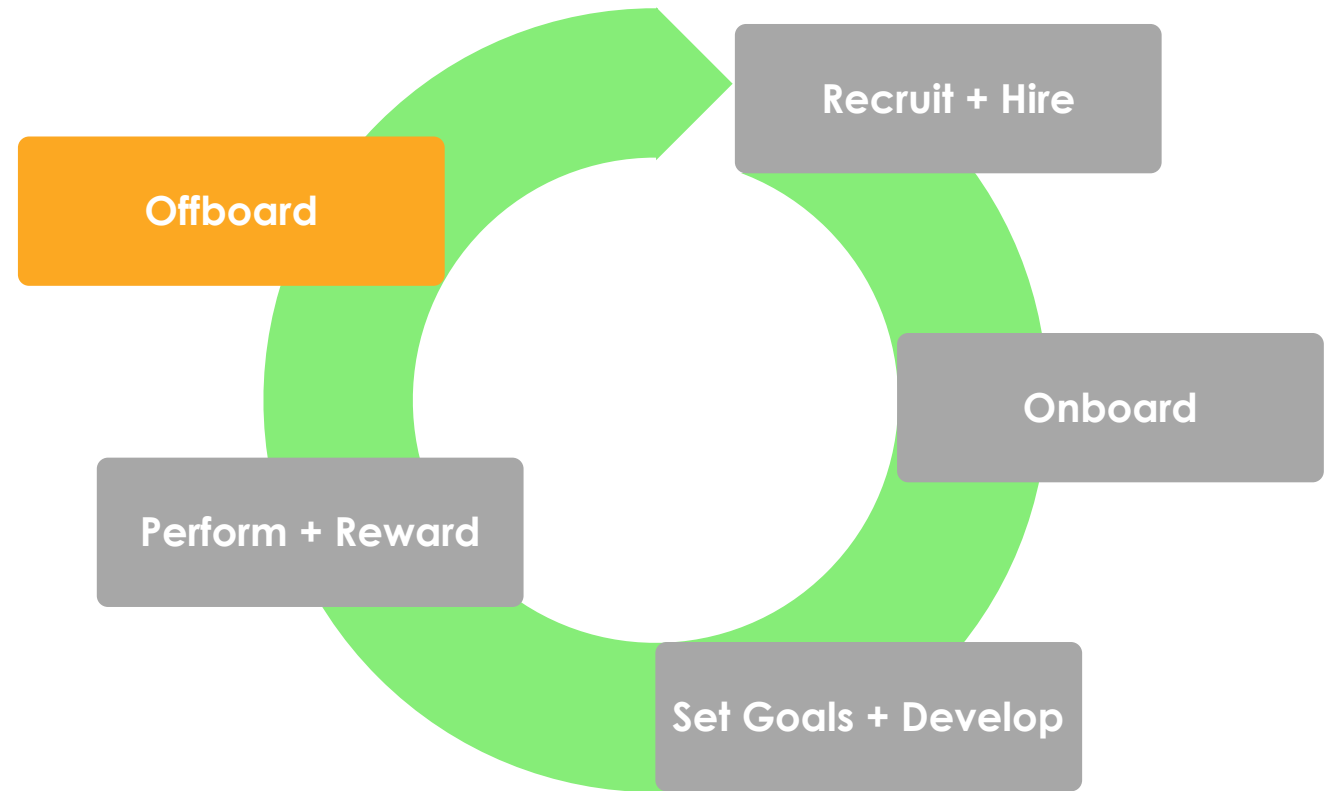 Recruit + Hire
Offboard
Onboard
Perform + Reward
Set Goals + Develop